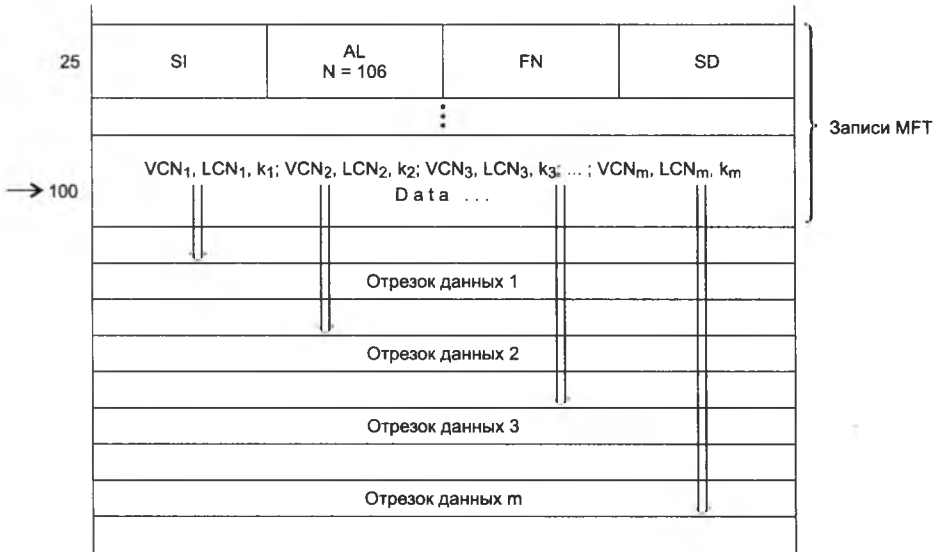 25 SI AL FN SD
N = 106
⋮
Записи MFT
VCN₁, LCN₁, k₁; VCN₂, LCN₂, k₂; VCN₃, LCN₃, k₃; ... ; VCNₘ, LCNₘ, kₘ
100 Data ...
Отрезок данных 1
Отрезок данных 2
Отрезок данных 3
Отрезок данных m